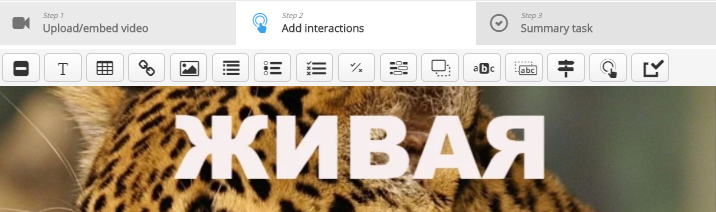 Step 1
Upload/embed video
Step 2
Add interactions
Step 3
Summary task
T
abc
abc
ЖИВАЯ